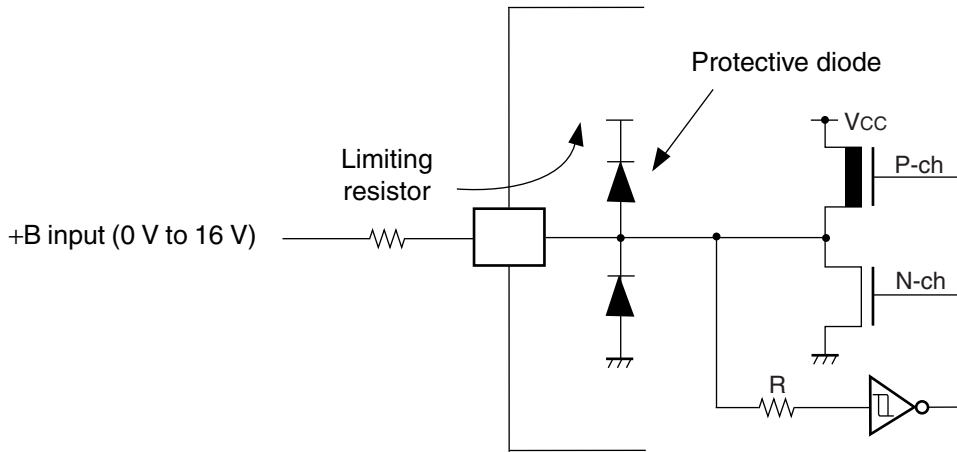 Protective diode
VCC
Limiting
resistor
P-ch
+B input (0 V to 16 V)
N-ch
R